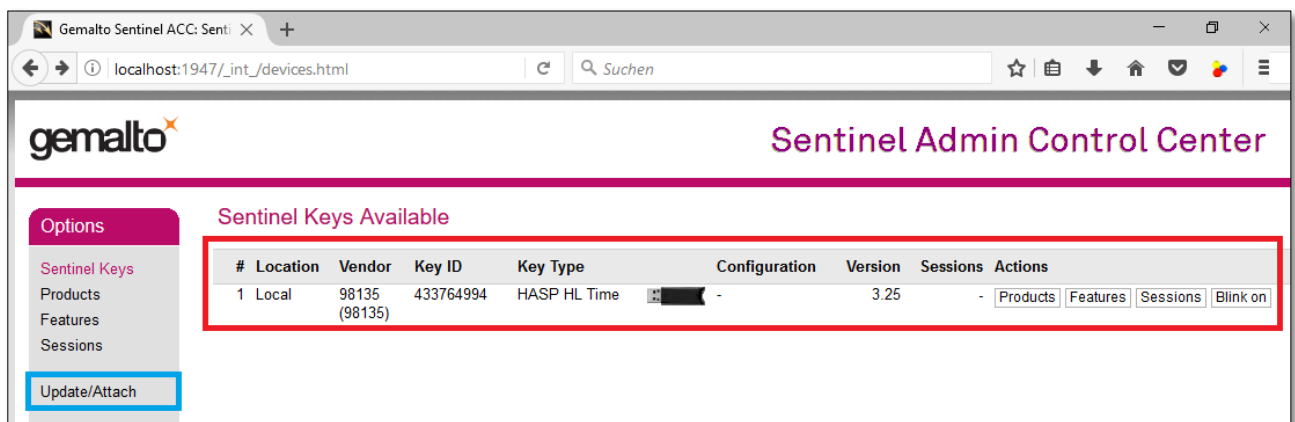 Gemalto Sentinel ACC: Senti
localhost:1947/_int_/devices.html
Suchen
gemalto
Sentinel Admin Control Center
Options
Sentinel Keys
Products
Features
Sessions
Update/Attach
Sentinel Keys Available
# Location Vendor Key ID Key Type Configuration Version Sessions Actions
1 Local 98135 433764994 HASP HL Time - 3.25 - Products Features Sessions Blink on
(98135)